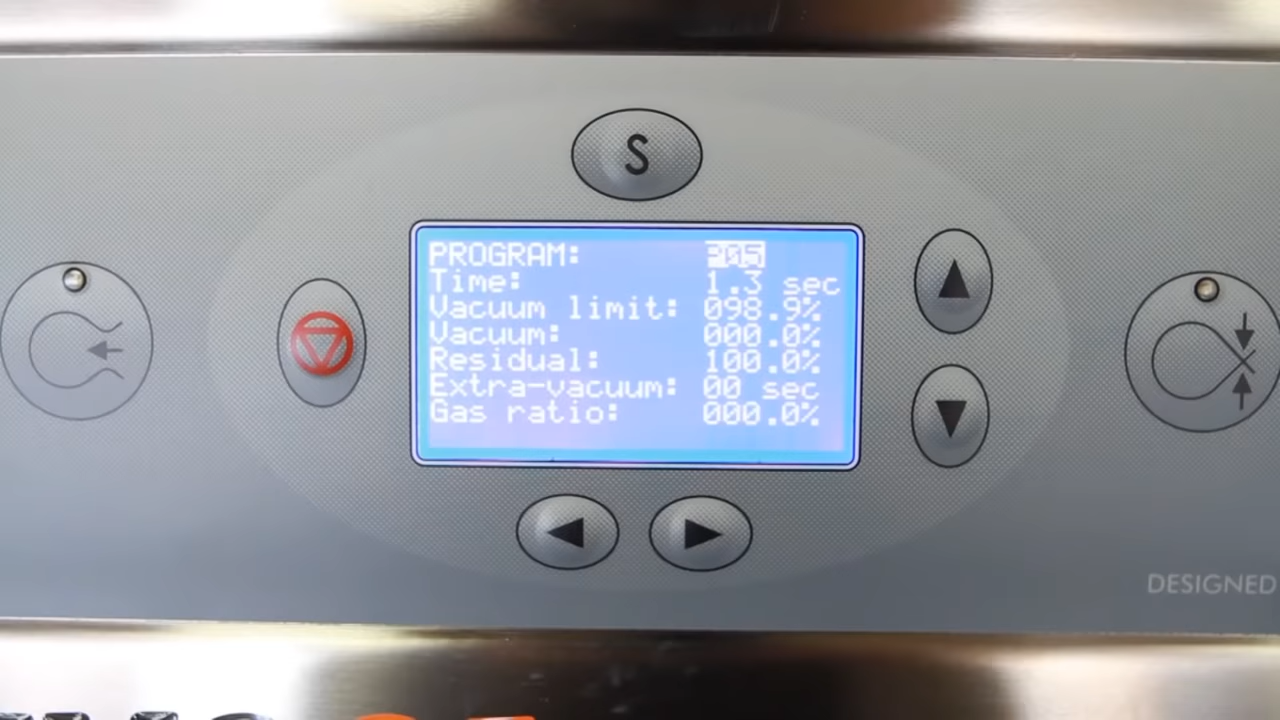 S
PROGRAM: P05
Time: 1.3 sec
Vacuum limit: 098.9%
Vacuum: 000.0%
Residual: 100.0%
Extra-vacuum: 00 sec
Gas ratio: 000.0%
DESIGNED